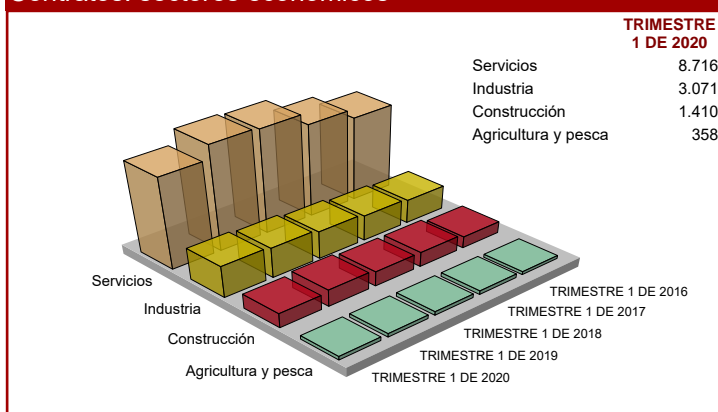 Contratos: sectores económicos
TRIMESTRE
1 DE 2020
Servicios 8.716
Industria 3.071
Construcción 1.410
Agricultura y pesca 358
Servicios
Industria
Construcción
Agricultura y pesca
TRIMESTRE 1 DE 2016
TRIMESTRE 1 DE 2017
TRIMESTRE 1 DE 2018
TRIMESTRE 1 DE 2019
TRIMESTRE 1 DE 2020